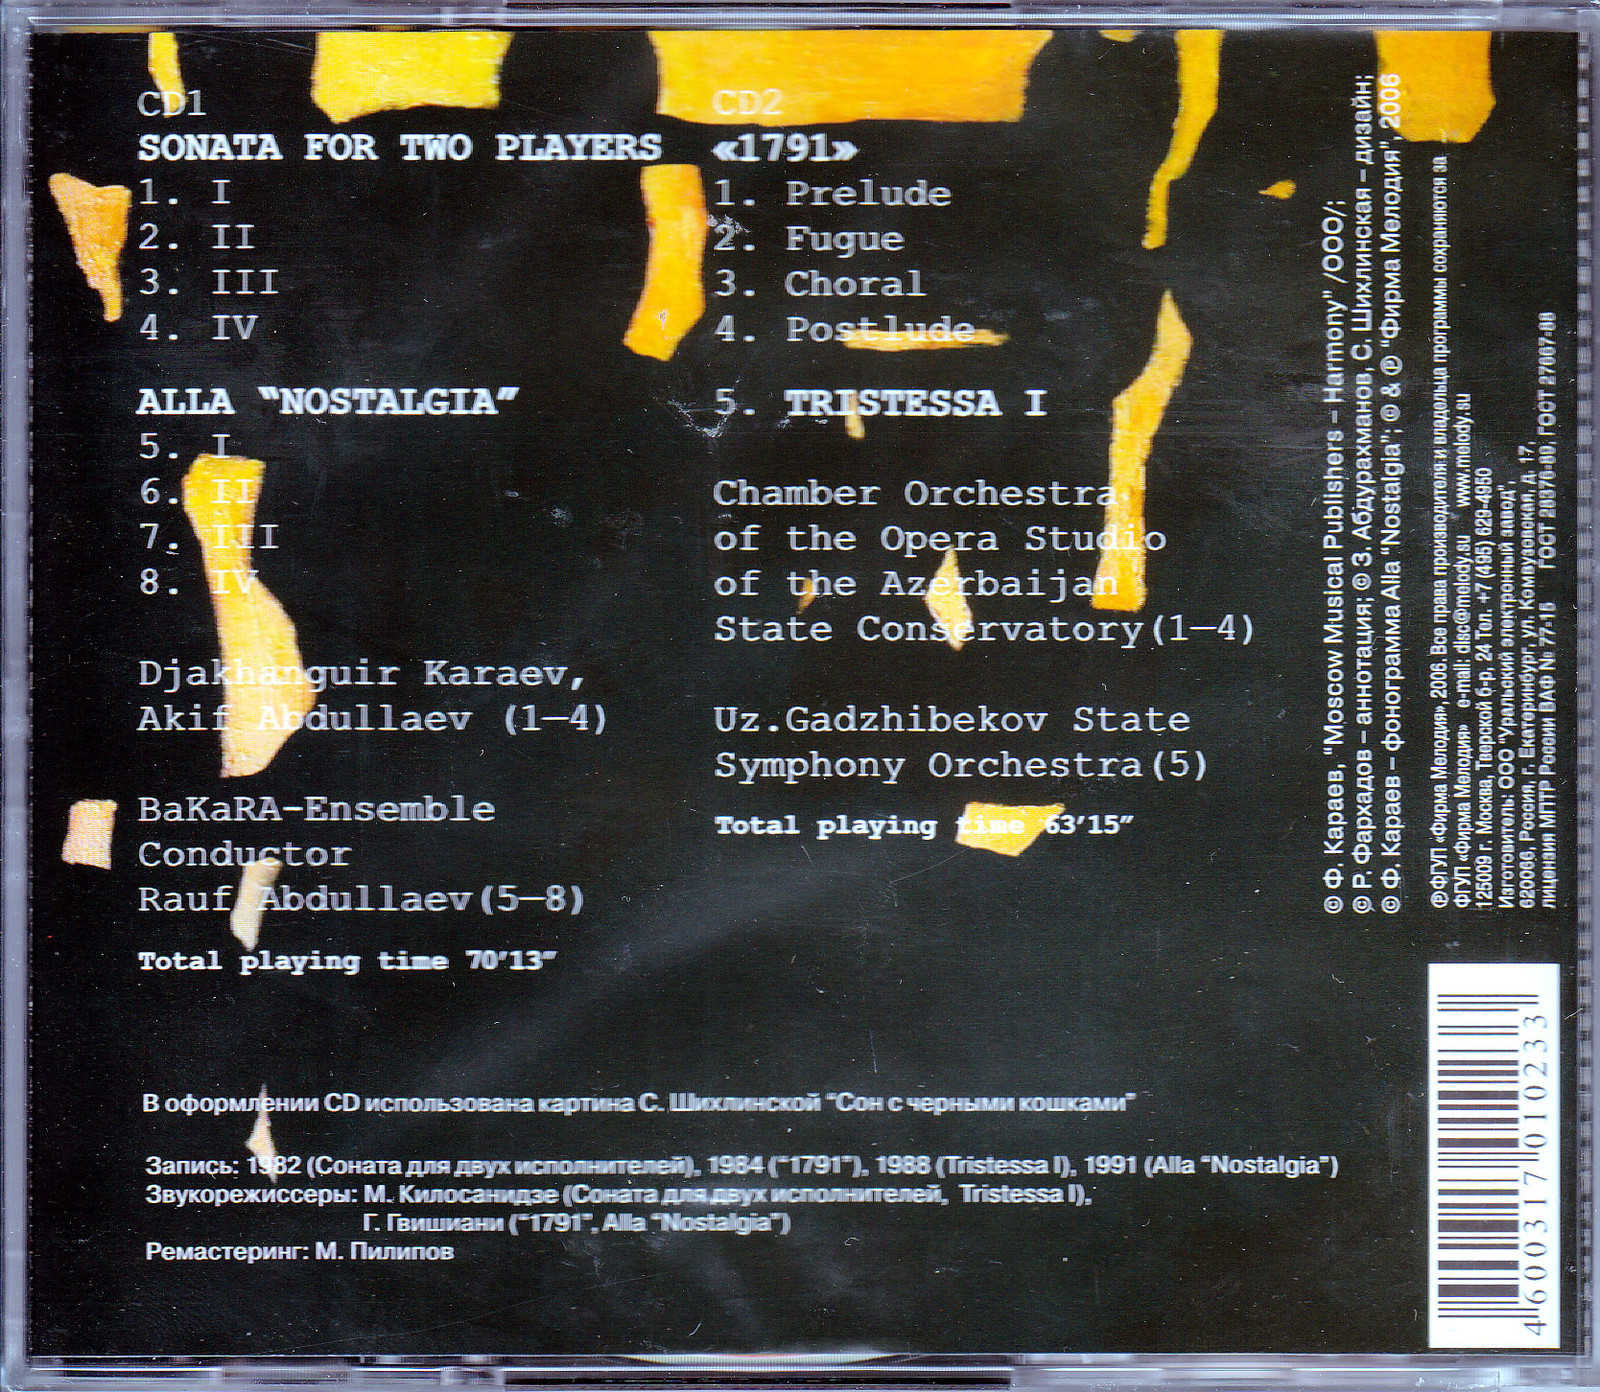 CD1
SONATA FOR TWO PLAYERS
1. I
2. II
3. III
4. IV
ALLA “NOSTALGIA”
5. I
6. II
7. III
8. IV
Djakhanguir Karaev,
Akif Abdullaev (1–4)
BaKaRA–Ensemble
Conductor
Rauf Abdullaev(5–8)
Total playing time 70’13”
CD2
«1791»
1. Prelude
2. Fugue
3. Choral
4. Postlude
5. TRISTESSA I
Chamber Orchestra
of the Opera Studio
of the Azerbaijan
State Conservatory(1–4)
Uz.Gadzhibekov State
Symphony Orchestra(5)
Total playing time 63’15”
В оформлении CD использована картина С. Шихлинской “Сон с черными кошками”
Запись: 1982 (Соната для двух исполнителей), 1984 (“1791”), 1988 (Tristessa I), 1991 (Alla “Nostalgia”)
Звукорежиссеры: М. Килосанидзе (Соната для двух исполнителей, Tristessa I),
Г. Гвишиани (“1791”, Alla “Nostalgia”)
Ремастеринг: М. Пилипов
© Ф. Караев, “Moscow Musical Publishers – Harmony” /ООО/;
© Р. Фархадов – аннотация; © З. Абдурахманов, С. Шихлинская – дизайн;
© Ф. Караев – фонограмма Alla “Nostalgia”; © & ℗ “Фирма Мелодия”, 2006
℗ФГУП «Фирма Мелодия», 2006. Все права производителя и владельца программы сохраняются за
ФГУП «Фирма Мелодия» e-mail: disc@melody.su www.melody.su
125009 г. Москва, Тверской б-р, 24 Тел. +7(495) 629-4950
Изготовитель: ООО “Уральский электронный завод”,
620066, Россия, г. Екатеринбург, ул. Комвузовская, д. 17,
лицензия МПТР России ВАФ № 77-15 ГОСТ 28376-89, ГОСТ 27667-88
4 600317 010233